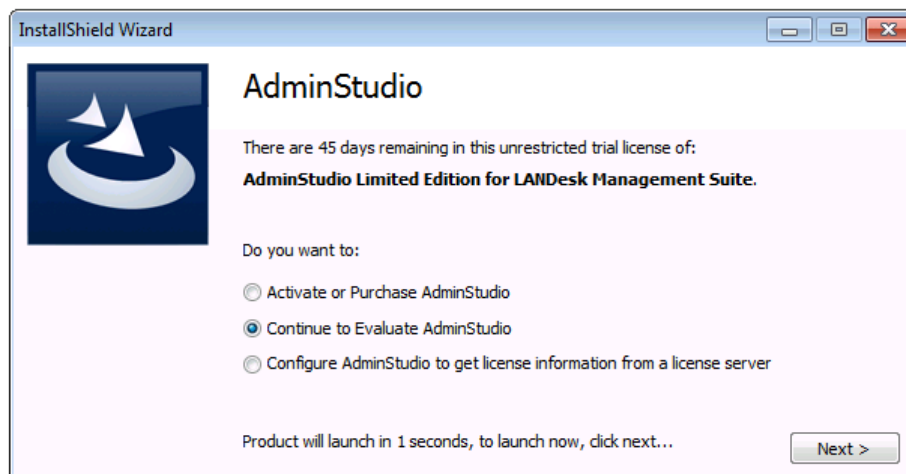 InstallShield Wizard
AdminStudio
There are 45 days remaining in this unrestricted trial license of:
AdminStudio Limited Edition for LANDesk Management Suite.
Do you want to:
Activate or Purchase AdminStudio
Continue to Evaluate AdminStudio
Configure AdminStudio to get license information from a license server
Product will launch in 1 seconds, to launch now, click next...
Next >